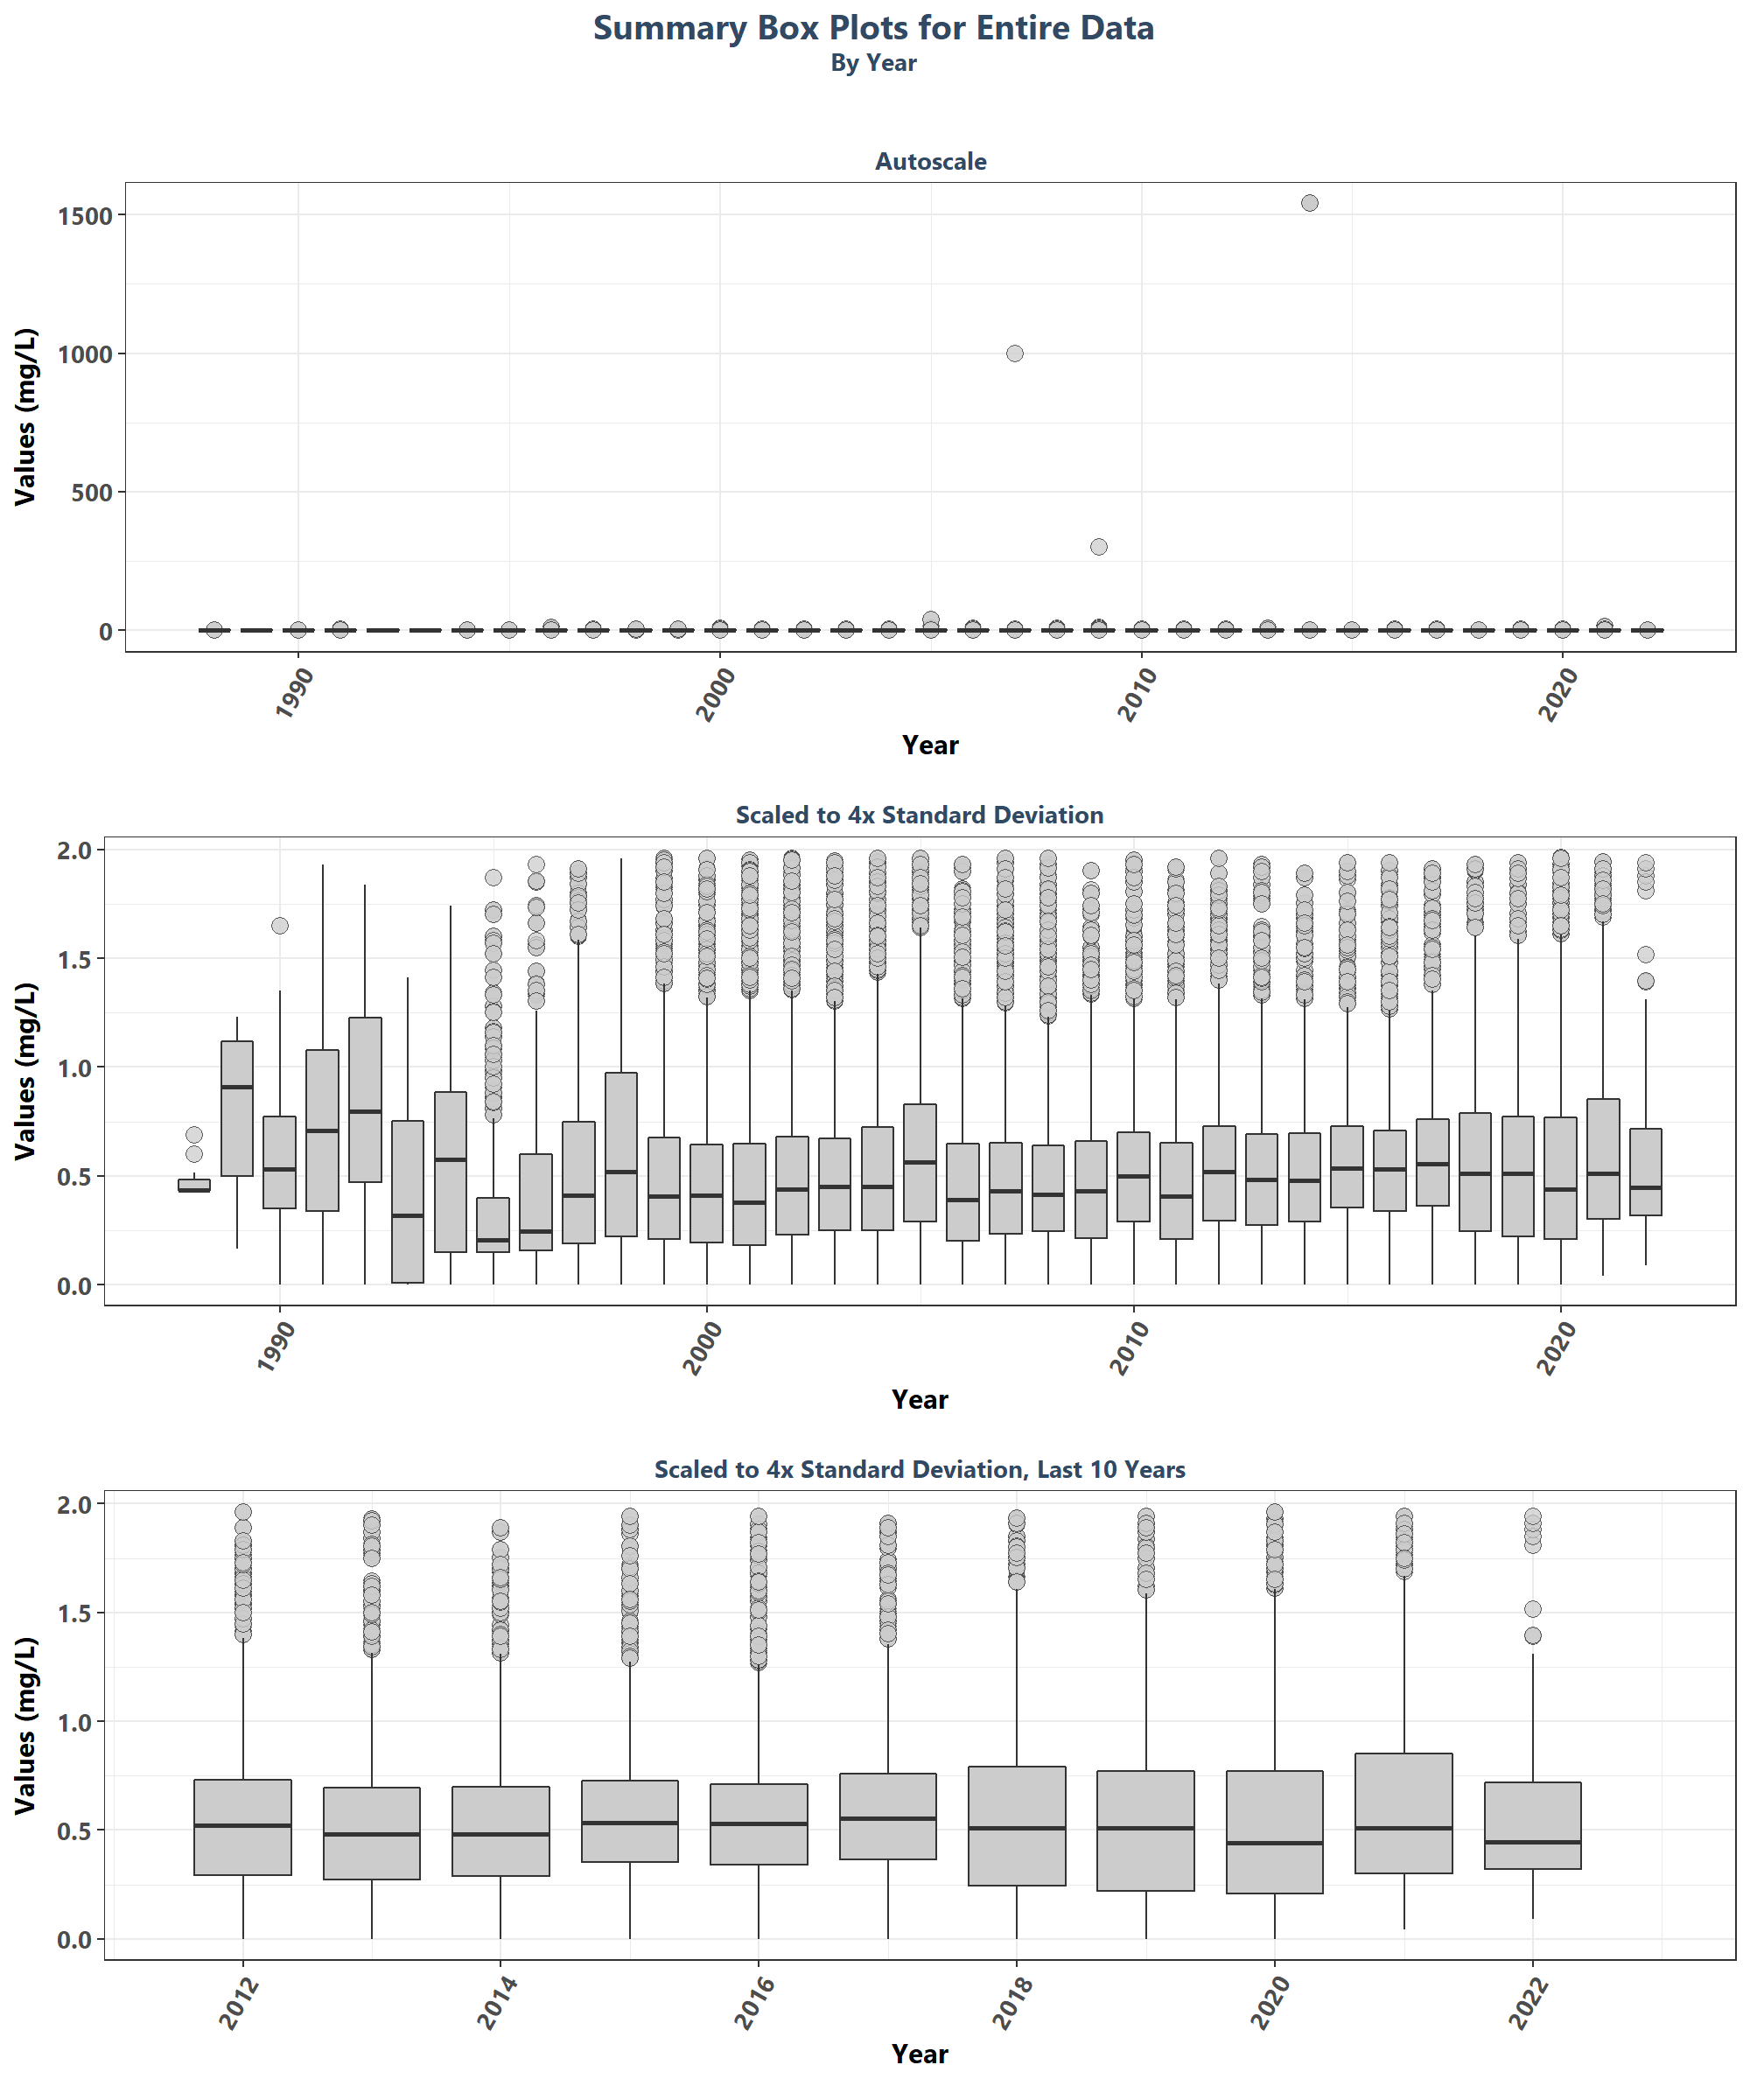 Summary Box Plots for Entire Data
By Year
Autoscale
Values (mg/L)
1500
1000
500
0
1990
2000
2010
2020
Year
Scaled to 4x Standard Deviation
Values (mg/L)
2.0
1.5
1.0
0.5
0.0
1990
2000
2010
2020
Year
Scaled to 4x Standard Deviation, Last 10 Years
Values (mg/L)
2.0
1.5
1.0
0.5
0.0
2012
2014
2016
2018
2020
2022
Year